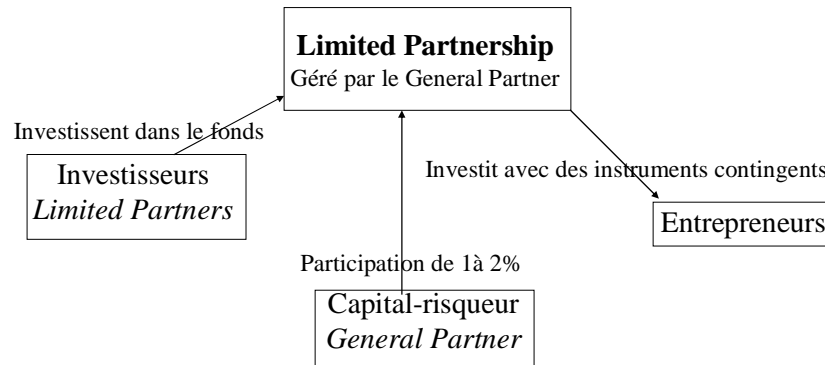 Limited Partnership
Géré par le General Partner
Investissent dans le fonds
Investisseurs
Limited Partners
Investit avec des instruments contingents
Entrepreneurs
Participation de 1à 2%
Capital-risqueur
General Partner